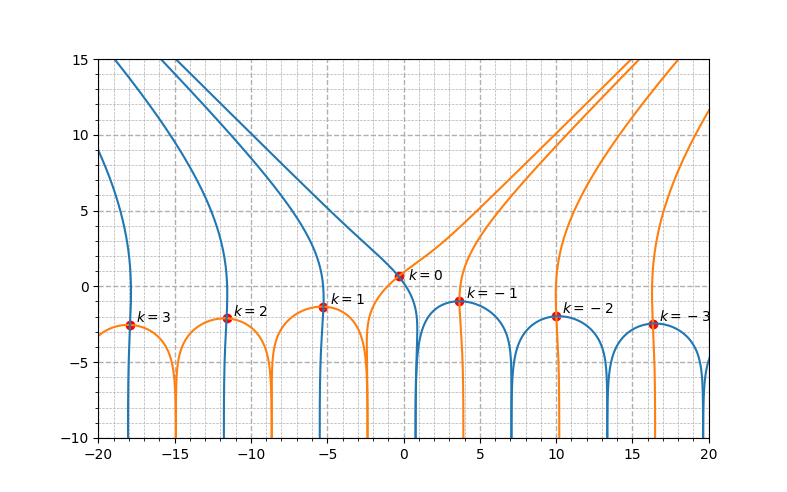 15
10
5
0
−5
−10
k = 0
k = 1
k = −1
k = 2
k = −2
k = 3
k = −3
−20 −15 −10 −5 0 5 10 15 20